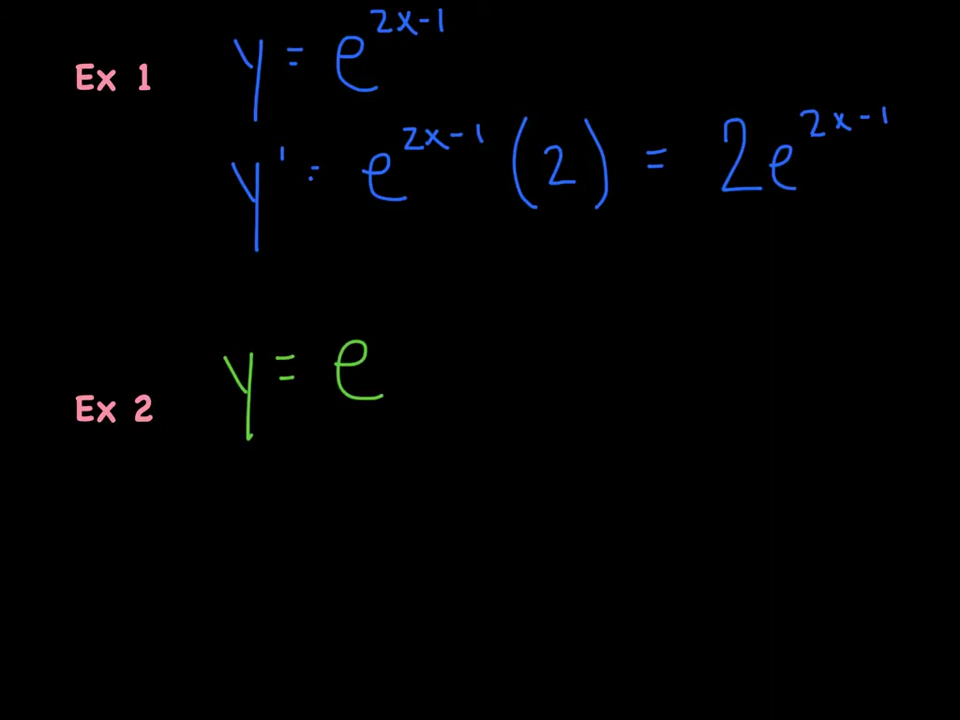 Ex 1 y = e^{2x-1}
y' = e^{2x-1} (2) = 2e^{2x-1}
Ex 2 y = e